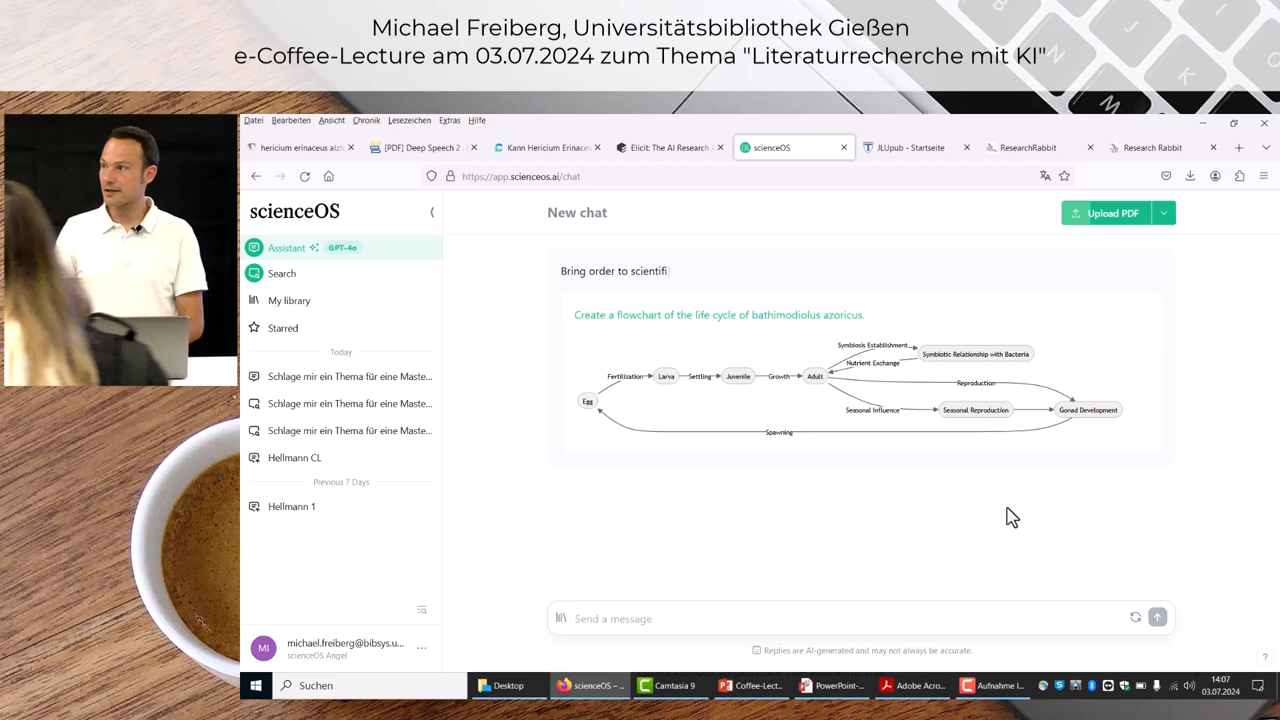 Michael Freiberg, Universitätsbibliothek Gießen
e-Coffee-Lecture am 03.07.2024 zum Thema "Literaturrecherche mit KI"
Datei Bearbeiten Ansicht Chronik Lesezeichen Extras Hilfe
hericium erinaceus alzh
[PDF] Deep Speech 2 :
Kann Hericium Erinace
Elicit: The AI Research
scienceOS
JLUpub - Startseite
ResearchRabbit
Research Rabbit
https://app.scienceos.ai/chat
scienceOS
New chat
Upload PDF
Assistant GPT-4o
Search
My library
Starred
Today
Schlage mir ein Thema für eine Maste...
Schlage mir ein Thema für eine Maste...
Schlage mir ein Thema für eine Maste...
Hellmann CL
Previous 7 Days
Hellmann 1
MI
michael.freiberg@bibsys.u...
scienceOS Angel
Bring order to scientifi
Create a flowchart of the life cycle of bathimodiolus azoricus.
Symbiosis Establishment
Symbiotic Relationship with Bacteria
Nutrient Exchange
Fertilization
Larva
Settling
Juvenile
Growth
Adult
Reproduction
Egg
Seasonal Influence
Seasonal Reproduction
Gonad Development
Spawning
Send a message
Replies are AI-generated and may not always be accurate.
?
Suchen
Desktop
scienceOS – ...
Camtasia 9
Coffee-Lect...
PowerPoint-...
Adobe Acro...
Aufnahme l...
14:07
03.07.2024